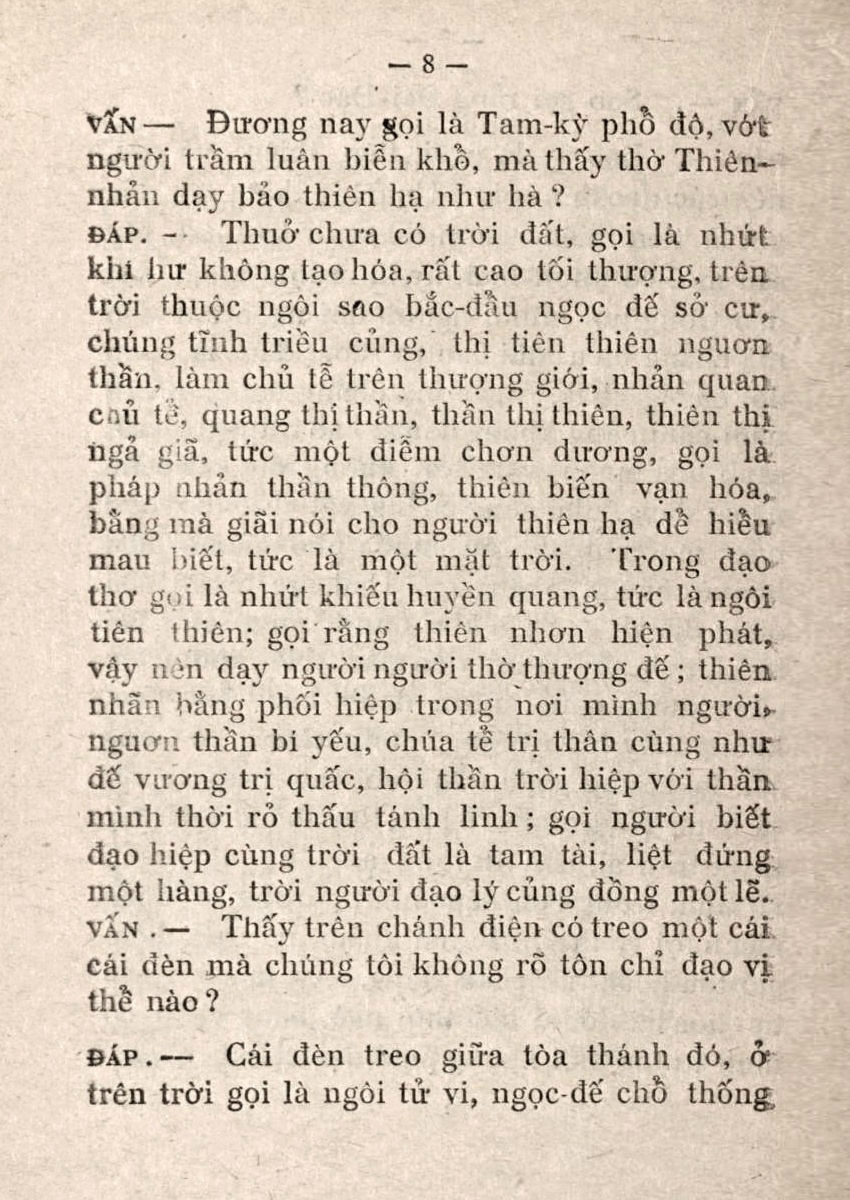 — 8 —
VẤN — Đương nay gọi là Tam-kỳ phổ độ, vớt
người trầm luân biễn khổ, mà thấy thờ Thiên-
nhản dạy bảo thiên hạ như hà ?
ĐÁP. — Thuở chưa có trời đất, gọi là nhứt
khí hư không tạo hóa, rất cao tối thượng, trên
trời thuộc ngôi sao bắc-đầu ngọc đế sở cư,
chúng tĩnh triều củng, thị tiên thiên nguơn
thần, làm chủ tễ trên thượng giới, nhản quan
chủ tể, quang thị thần, thần thị thiên, thiên thị
ngả giã, tức một điễm chơn dương, gọi là
pháp nhản thần thông, thiên biến vạn hóa,
bằng mà giãi nói cho người thiên hạ dể hiểu
mau biết, tức là một mặt trời. Trong đạo
thơ gọi là nhứt khiếu huyền quang, tức là ngôi
tiên thiên; gọi rằng thiên nhơn hiện phát,
vậy nên dạy người người thờ thượng đế ; thiên
nhãn bằng phối hiệp trong nơi mình người,
nguơn thần bi yếu, chúa tể trị thân cùng như
đế vương trị quấc, hội thần trời hiệp với thần
mình thời rỏ thấu tánh linh ; gọi người biết
đạo hiệp cùng trời đất là tam tài, liệt đứng
một hàng, trời người đạo lý củng đồng một lẽ.
VẤN . — Thấy trên chánh điện có treo một cái
cái đèn mà chúng tôi không rõ tôn chỉ đạo vị
thể nào ?
ĐÁP . — Cái đèn treo giữa tòa thánh đó, ở
trên trời gọi là ngôi tử vi, ngọc-đế chổ thống